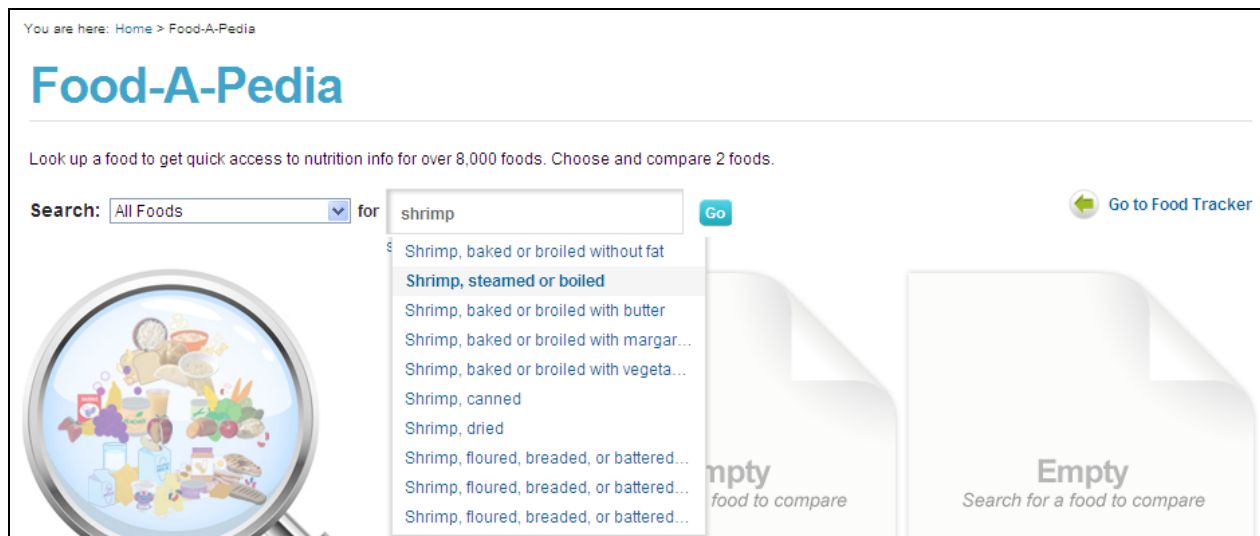 You are here: Home > Food-A-Pedia
Food-A-Pedia
Look up a food to get quick access to nutrition info for over 8,000 foods. Choose and compare 2 foods.
Search: All Foods for shrimp Go Go to Food Tracker
Shrimp, baked or broiled without fat
Shrimp, steamed or boiled
Shrimp, baked or broiled with butter
Shrimp, baked or broiled with margar...
Shrimp, baked or broiled with vegeta...
Shrimp, canned
Shrimp, dried
Shrimp, floured, breaded, or battered...
Shrimp, floured, breaded, or battered...
Shrimp, floured, breaded, or battered...
mpty
food to compare
Empty
Search for a food to compare